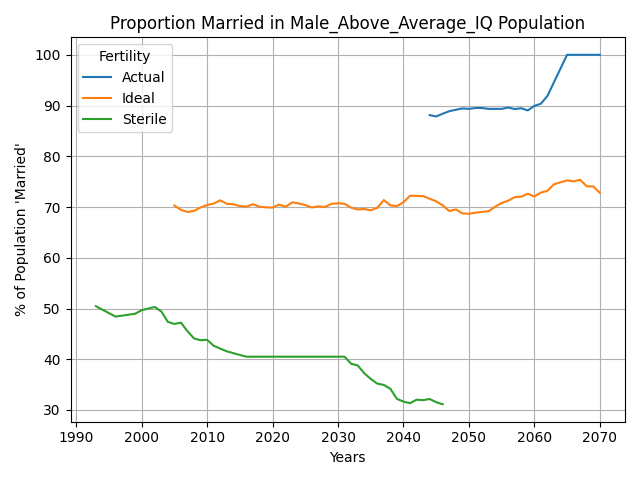 Proportion Married in Male_Above_Average_IQ Population
Fertility
Actual
Ideal
Sterile
% of Population 'Married'
100
90
80
70
60
50
40
30
1990 2000 2010 2020 2030 2040 2050 2060 2070
Years